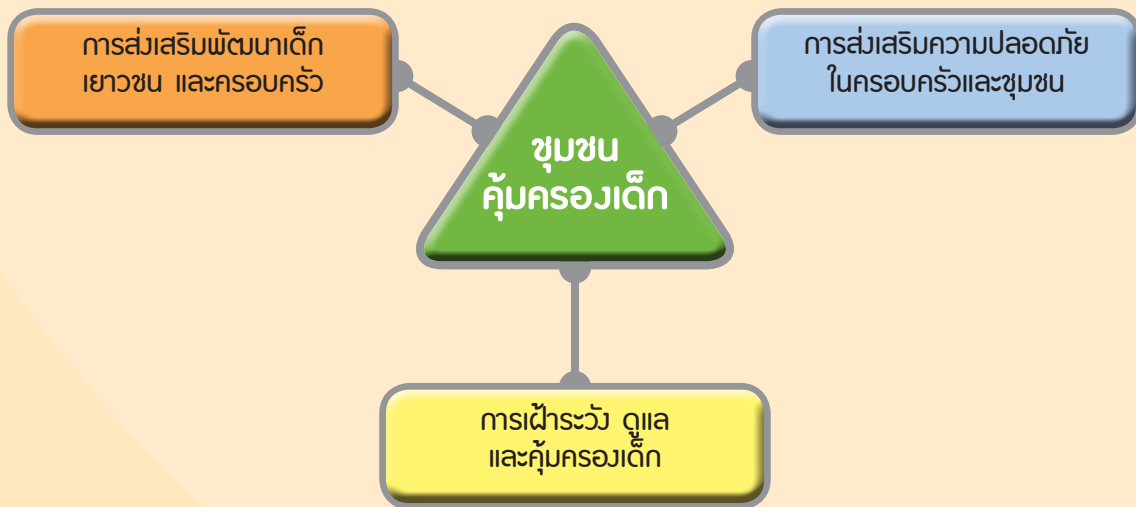 การส่งเสริมพัฒนาเด็ก
เยาวชน และครอบครัว
การส่งเสริมความปลอดภัย
ในครอบครัวและชุมชน
ชุมชน
คุ้มครองเด็ก
การเฝ้าระวัง ดูแล
และคุ้มครองเด็ก